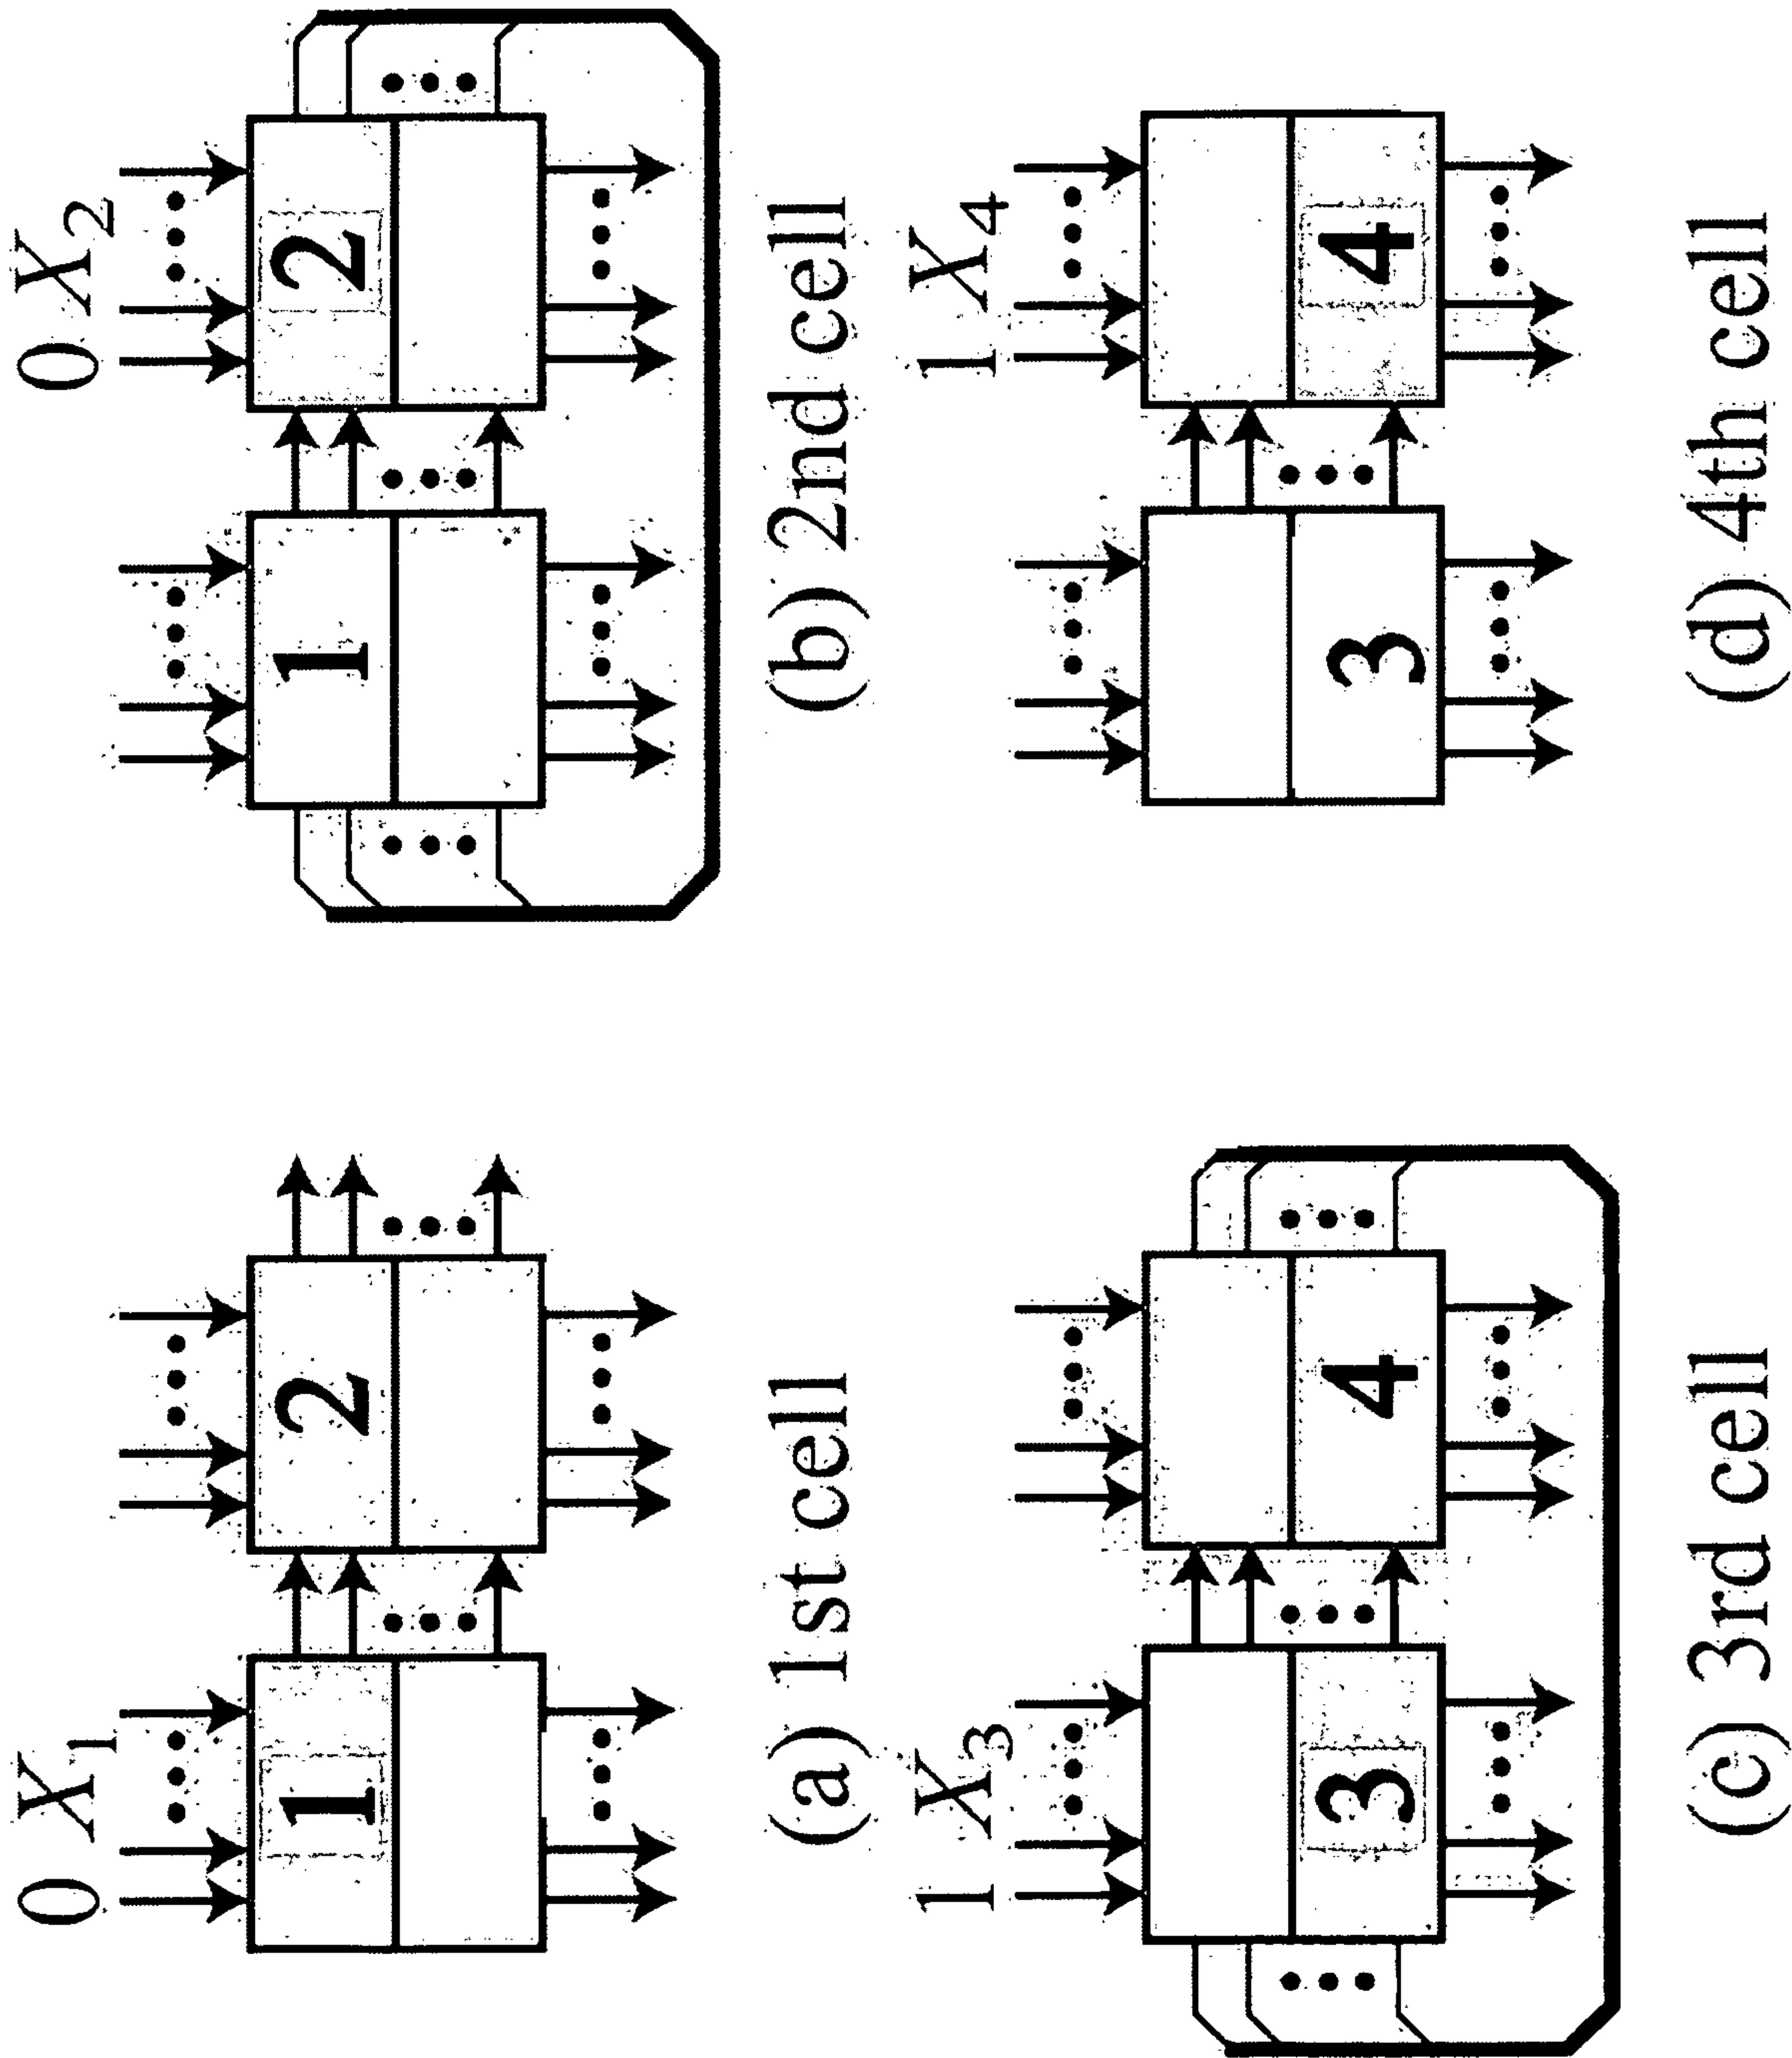 0 X₁ 0 X₂
1 2 1 2
(a) 1st cell (b) 2nd cell
1 X₃ 1 X₄
3 4 3 4
(c) 3rd cell (d) 4th cell